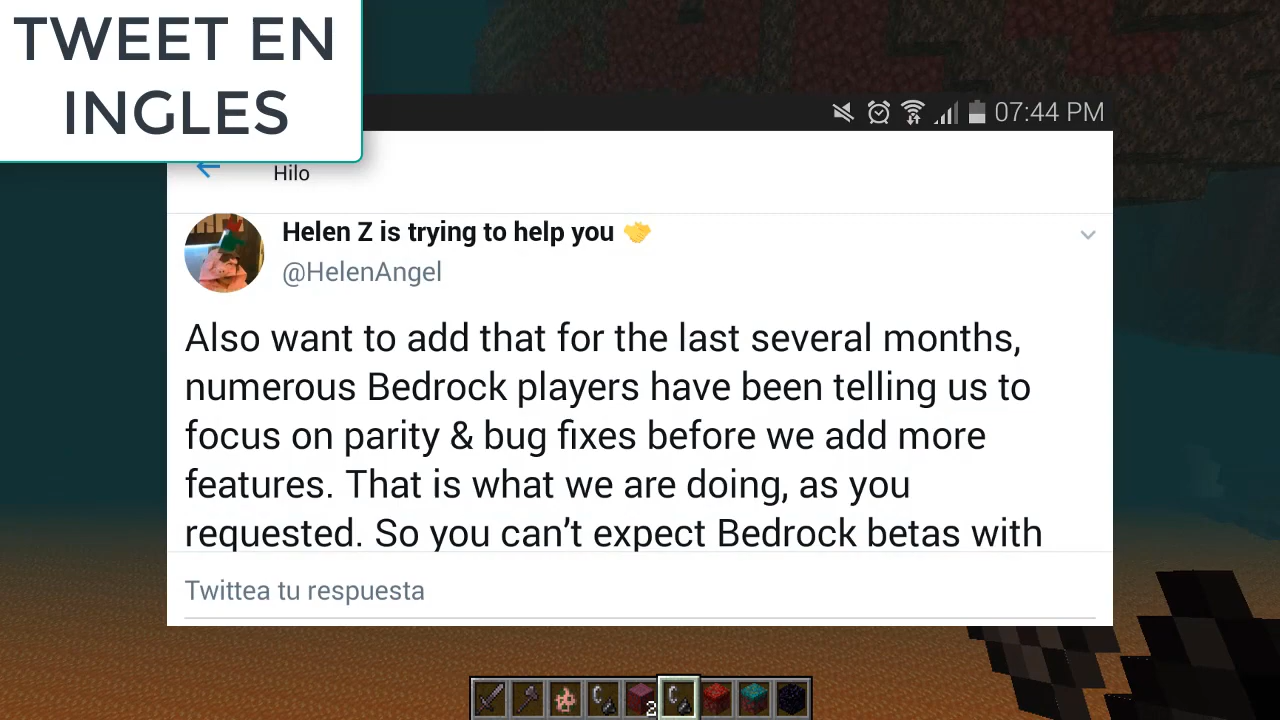 TWEET EN
INGLES
07:44 PM
Hilo
Helen Z is trying to help you 🤝
@HelenAngel
Also want to add that for the last several months,
numerous Bedrock players have been telling us to
focus on parity & bug fixes before we add more
features. That is what we are doing, as you
requested. So you can’t expect Bedrock betas with
Twittea tu respuesta
2